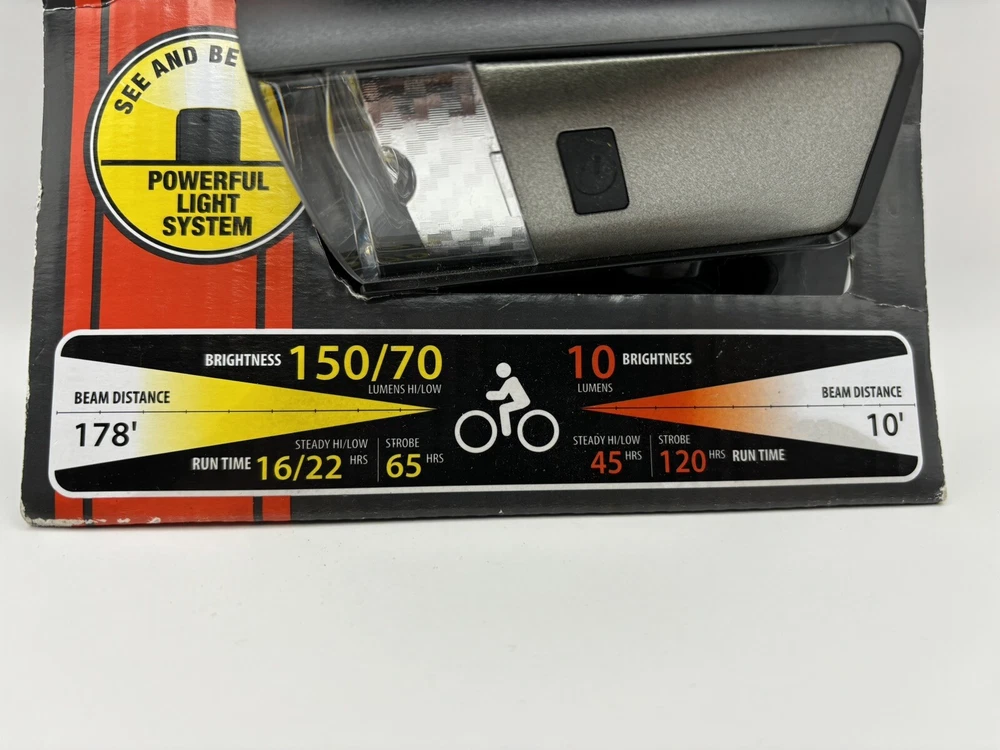 SEE AND BE
POWERFUL
LIGHT
SYSTEM
BRIGHTNESS 150/70
LUMENS HI/LOW
BEAM DISTANCE
178'
STEADY HI/LOW STROBE
RUN TIME 16/22 HRS 65 HRS
10 BRIGHTNESS
LUMENS
BEAM DISTANCE
10'
STEADY HI/LOW STROBE
45 HRS 120 HRS RUN TIME